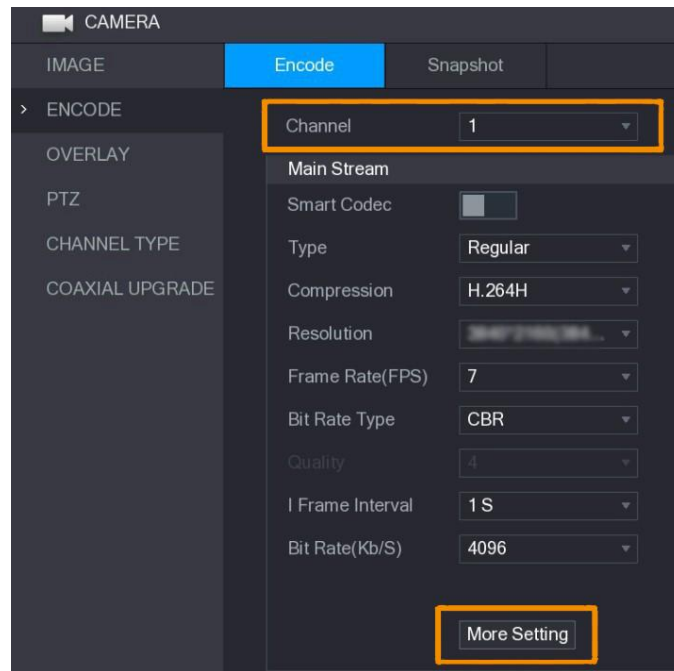 CAMERA
IMAGE
Encode Snapshot
> ENCODE
Channel 1
OVERLAY
Main Stream
PTZ
Smart Codec
CHANNEL TYPE
Type Regular
COAXIAL UPGRADE
Compression H.264H
Resolution
Frame Rate(FPS) 7
Bit Rate Type CBR
Quality 4
I Frame Interval 1 S
Bit Rate(Kb/S) 4096
More Setting